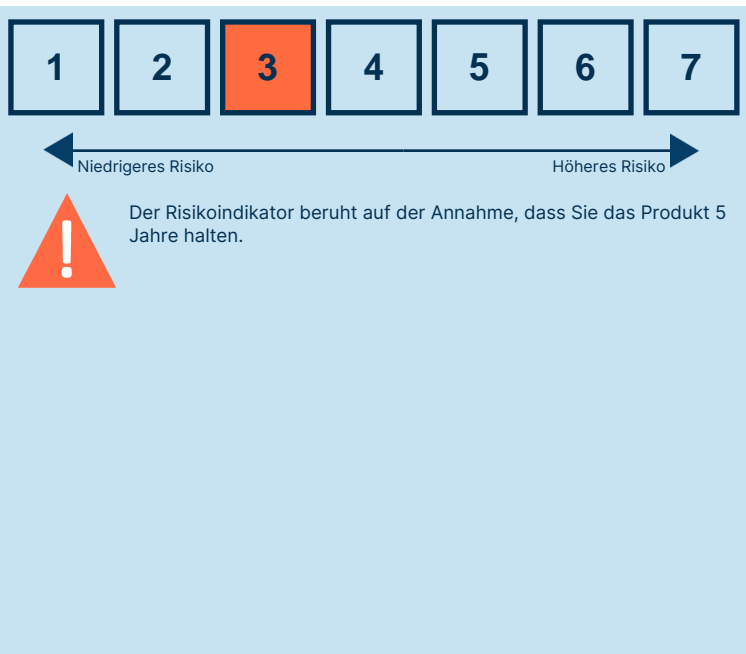 1 2 3 4 5 6 7
Niedrigeres Risiko Höheres Risiko
Der Risikoindikator beruht auf der Annahme, dass Sie das Produkt 5
Jahre halten.
!